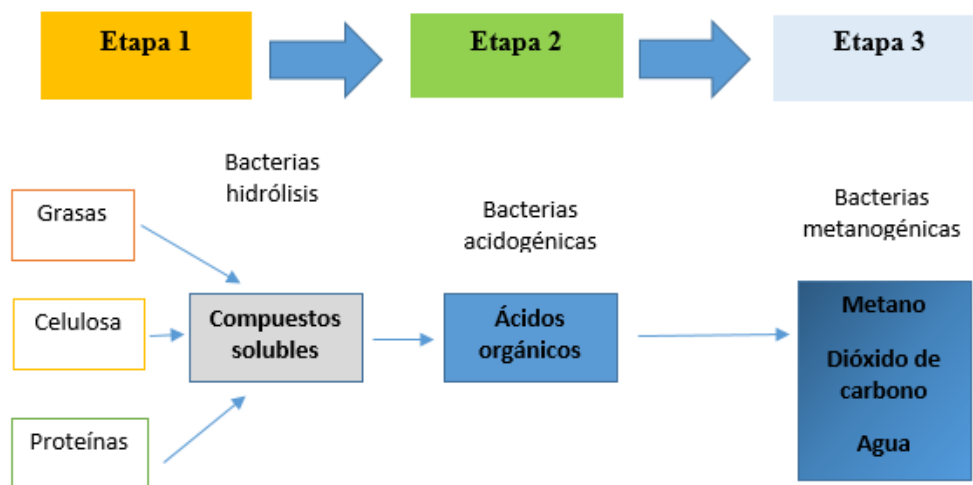 Etapa 1
Etapa 2
Etapa 3
Bacterias
hidrólisis
Bacterias
acidogénicas
Bacterias
metanogénicas
Grasas
Celulosa
Proteínas
Compuestos
solubles
Ácidos
orgánicos
Metano
Dióxido de
carbono
Agua